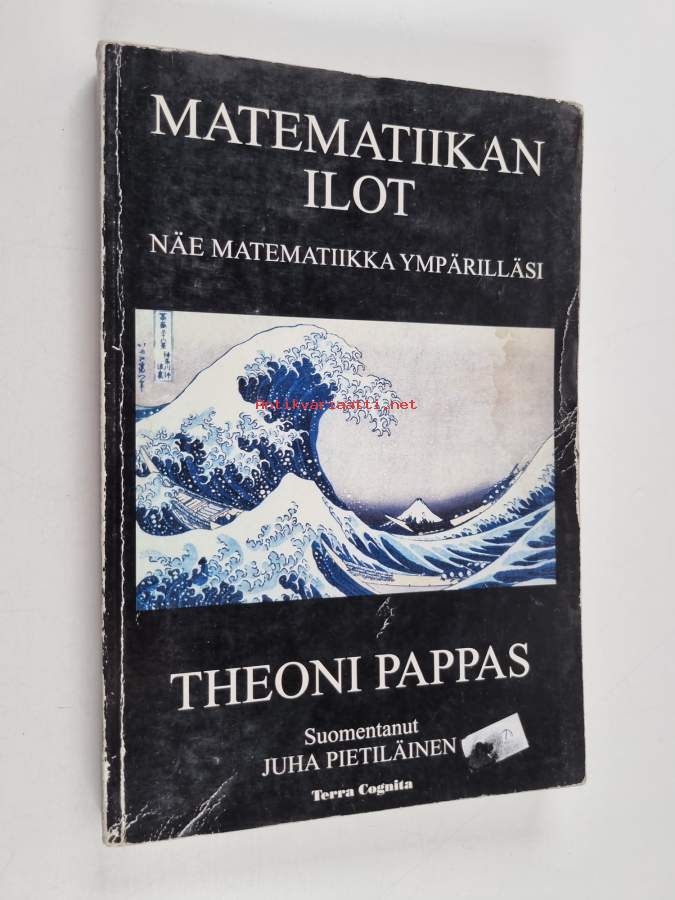 MATEMATIIKAN
ILOT
NÄE MATEMATIIKKA YMPÄRILLÄSI
Antikvariaatti.net
THEONI PAPPAS
Suomentanut
JUHA PIETILÄINEN
Terra Cognita